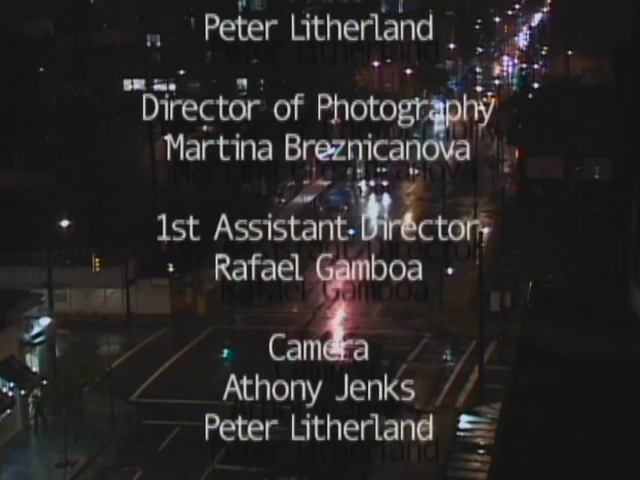 Peter Litherland
Director of Photography
Martina Breznicanova
1st Assistant Director
Rafael Gamboa
Camera
Athony Jenks
Peter Litherland